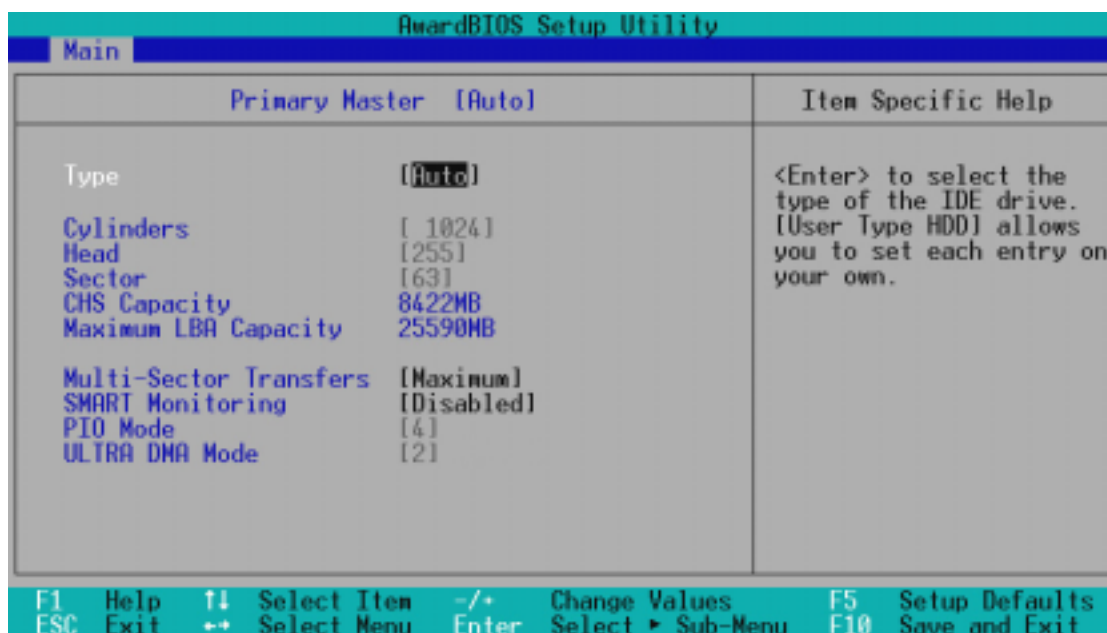 AwardBIOS Setup Utility
Main
Primary Master [Auto]
Item Specific Help
Type [Auto]
Cylinders [ 1024]
Head [255]
Sector [63]
CHS Capacity 8422MB
Maximum LBA Capacity 25590MB
Multi-Sector Transfers [Maximum]
SMART Monitoring [Disabled]
PIO Mode [4]
ULTRA DMA Mode [2]
<Enter> to select the
type of the IDE drive.
[User Type HDD] allows
you to set each entry on
your own.
F1 Help ↑↓ Select Item -/+ Change Values F5 Setup Defaults
ESC Exit ←→ Select Menu Enter Select ► Sub-Menu F10 Save and Exit